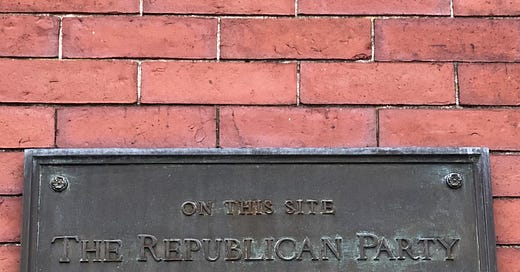 ON THIS SITE
THE REPUBLICAN PARTY